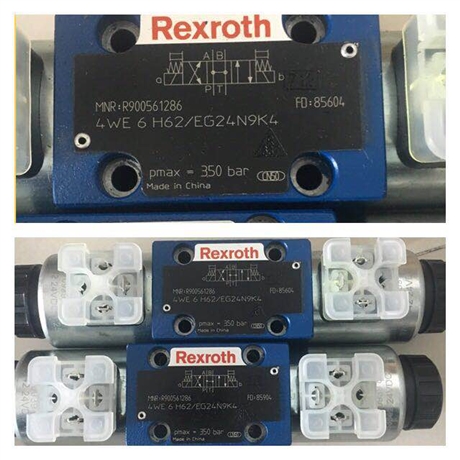 Rexroth
A B
a
b
P T
MNR:R900561286
FD:85604
4WE 6 H62/EG24N9K4
pmax = 350 bar
CN50
Made in China
Rexroth
MNR:R900561286
FD:85604
4WE 6 H62/EG24N9K4
pmax = 350 bar
Made in China
Rexroth
MNR:R900561286
FD:85904
4WE 6 H62/EG24N9K4
pmax = 350 bar
Made in China